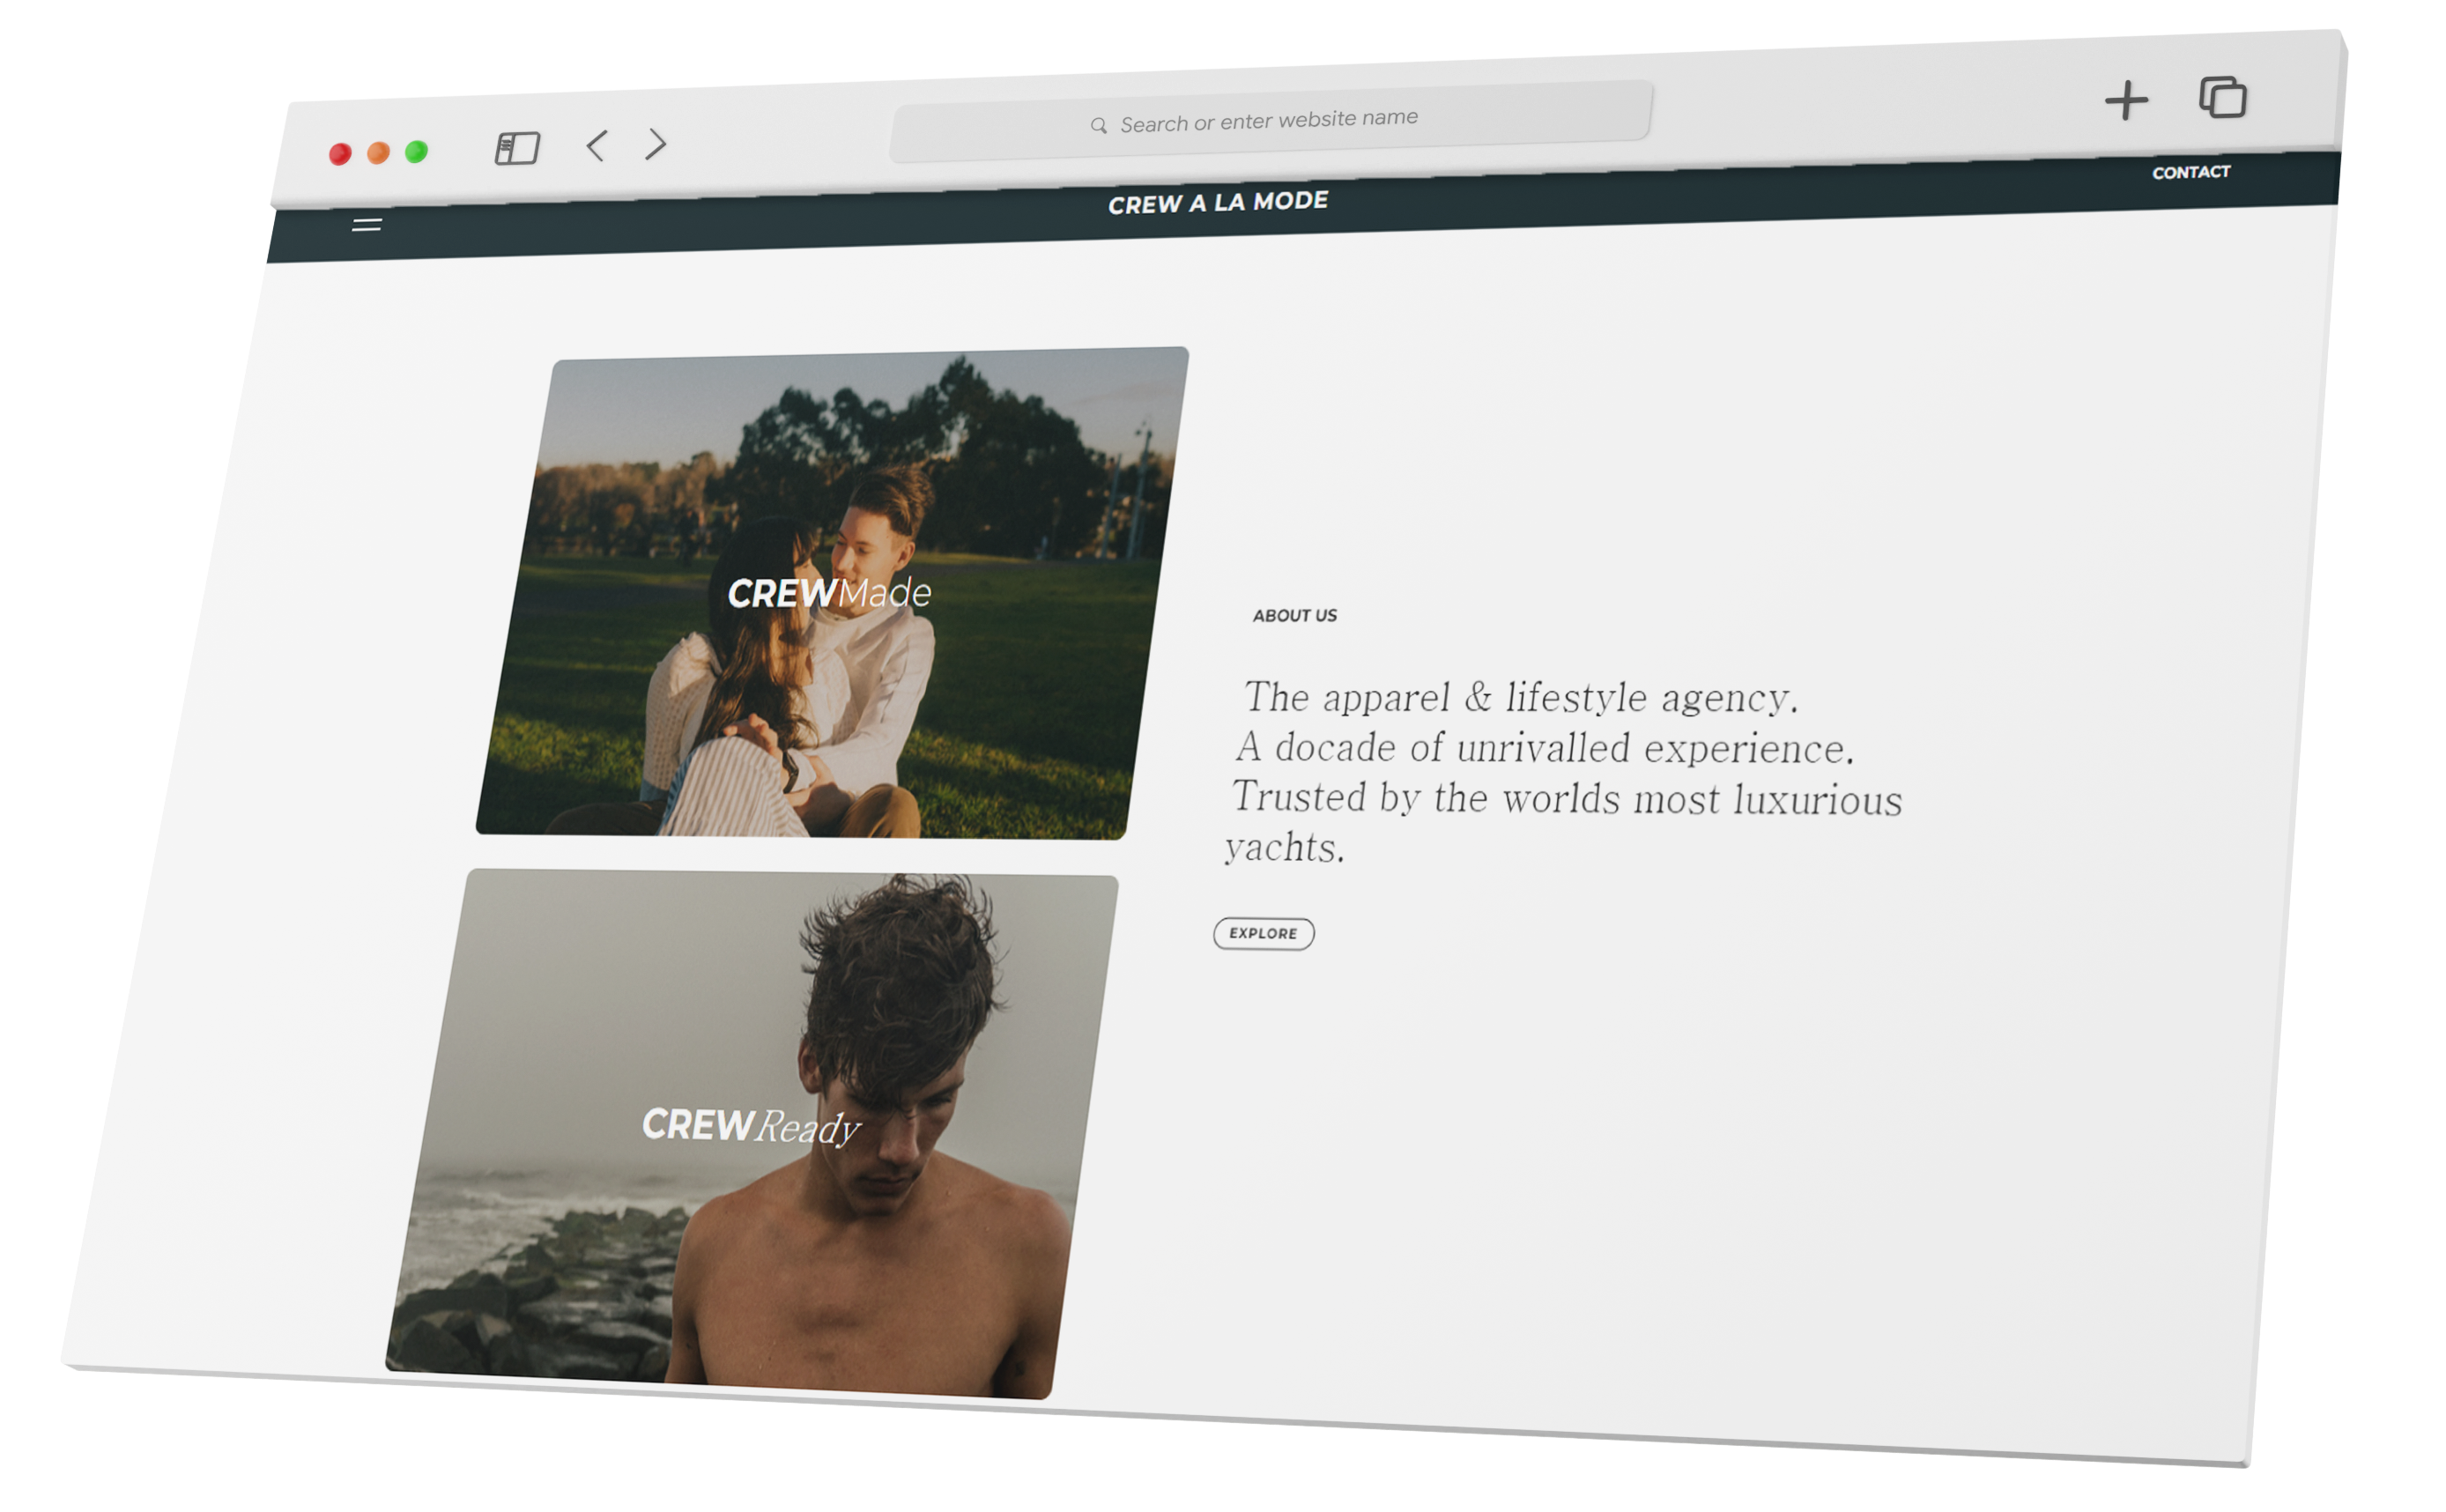 Search or enter website name
CREW A LA MODE
CONTACT
CREWMade
ABOUT US
The apparel & lifestyle agency.
A docade of unrivalled experience.
Trusted by the worlds most luxurious
yachts.
EXPLORE
CREWReady